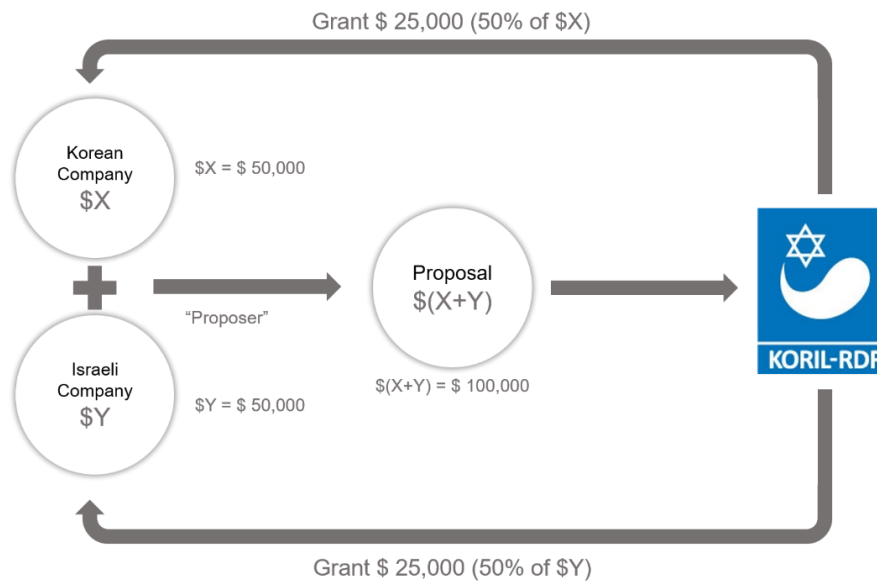 Grant $ 25,000 (50% of $X)
Korean
Company
$X
$X = $ 50,000
Proposal
$(X+Y)
“Proposer”
$(X+Y) = $ 100,000
KORIL-RDF
Israeli
Company
$Y
$Y = $ 50,000
Grant $ 25,000 (50% of $Y)